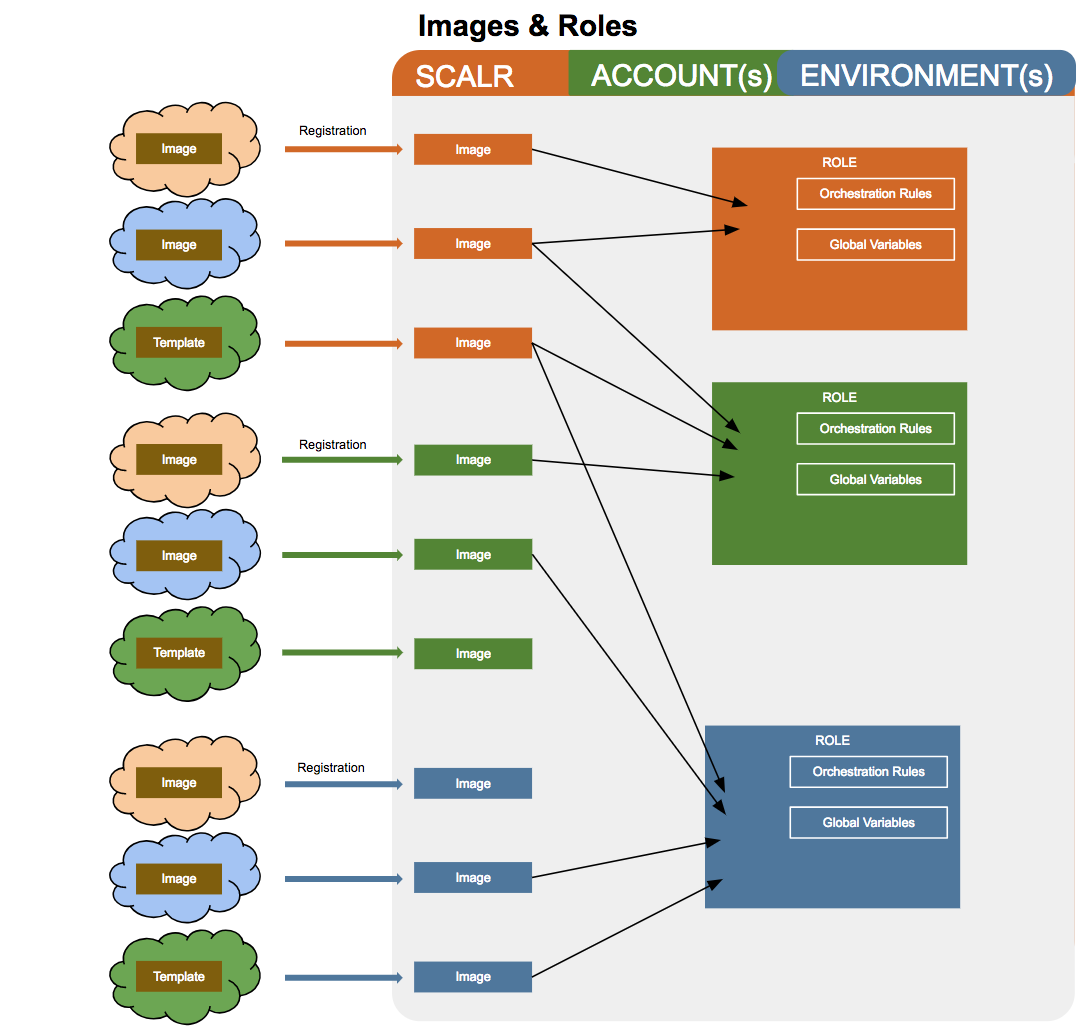 Images & Roles
SCALR
ACCOUNT(s)
ENVIRONMENT(s)
Image
Registration
Image
ROLE
Orchestration Rules
Global Variables
Image
Image
Template
Image
Image
Registration
Image
ROLE
Orchestration Rules
Global Variables
Image
Image
Template
Image
Image
Registration
Image
ROLE
Orchestration Rules
Global Variables
Image
Image
Template
Image